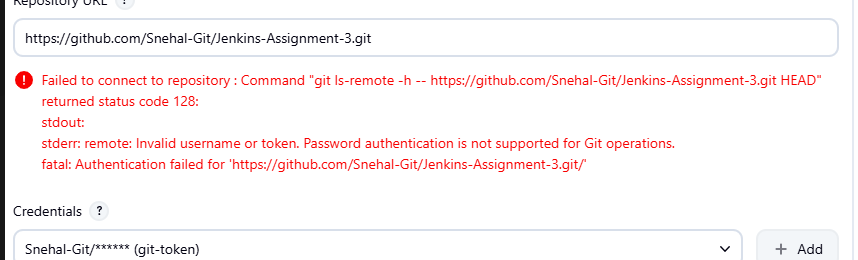 Repository URL ?
https://github.com/Snehal-Git/Jenkins-Assignment-3.git
Failed to connect to repository : Command "git ls-remote -h -- https://github.com/Snehal-Git/Jenkins-Assignment-3.git HEAD"
returned status code 128:
stdout:
stderr: remote: Invalid username or token. Password authentication is not supported for Git operations.
fatal: Authentication failed for 'https://github.com/Snehal-Git/Jenkins-Assignment-3.git/'
Credentials ?
Snehal-Git/****** (git-token)
+ Add